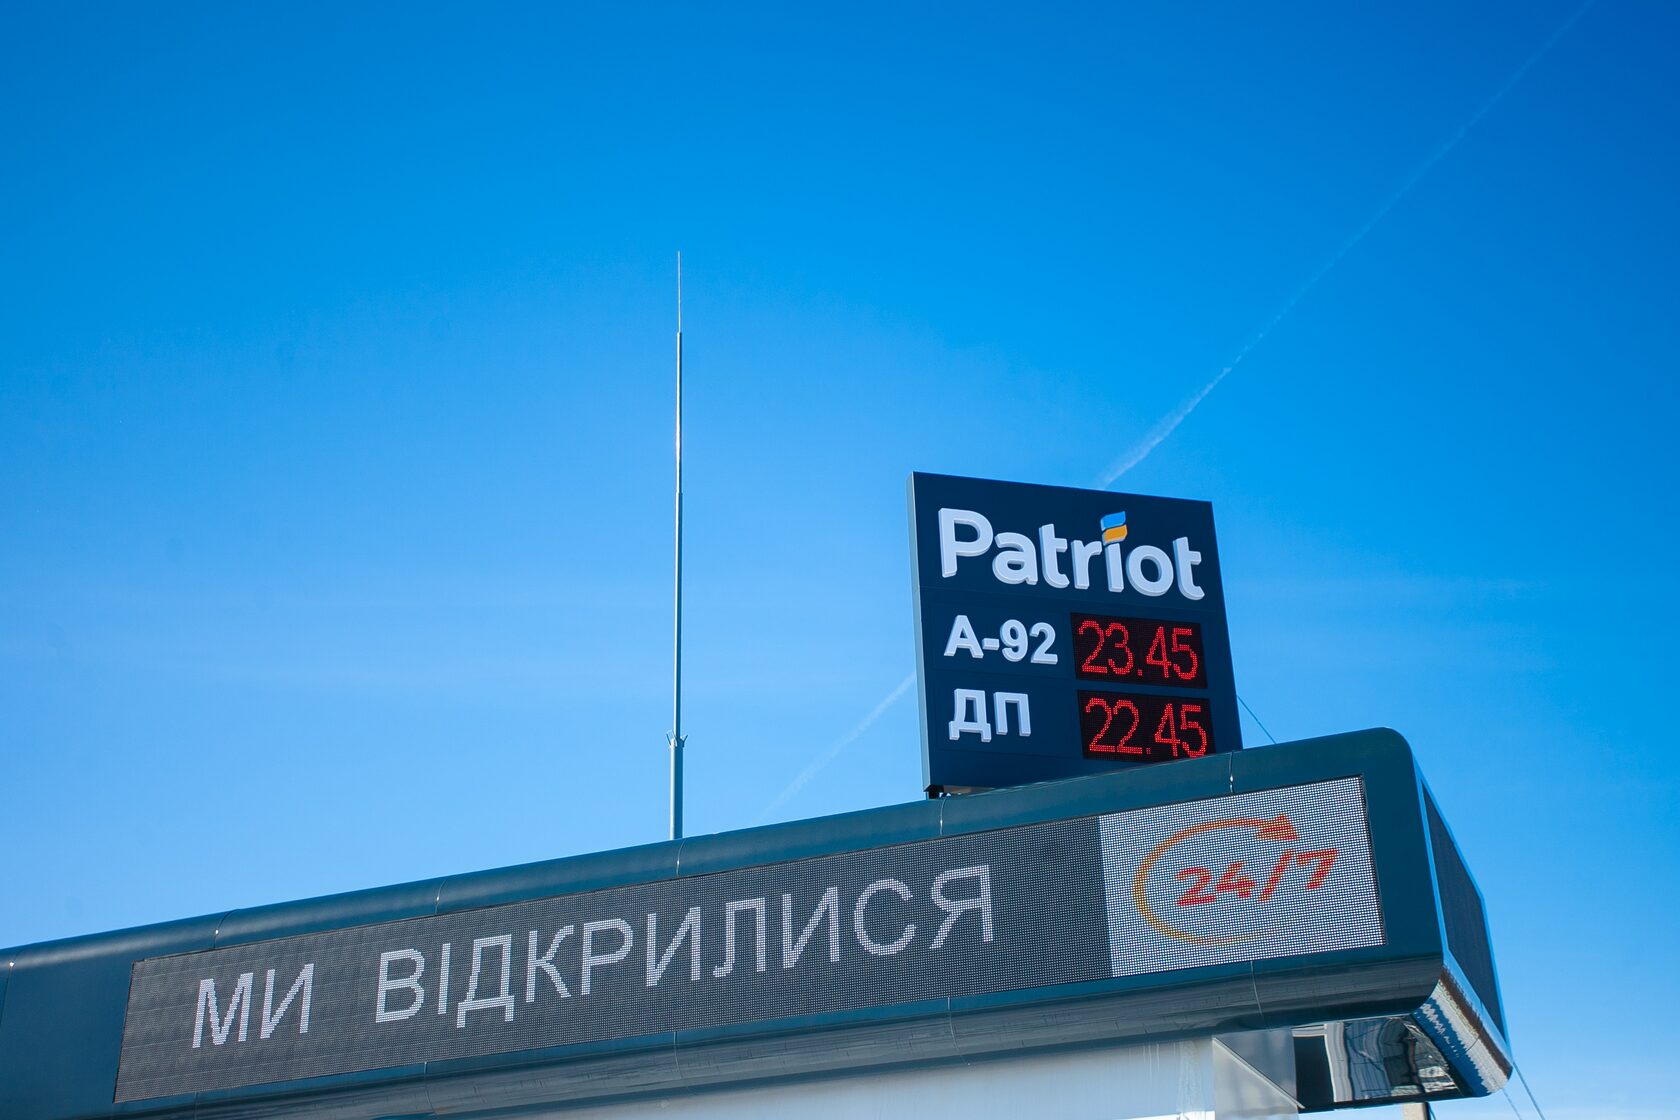 Patriot
А-92 23.45
ДП 22.45
МИ ВІДКРИЛИСЯ 24/7